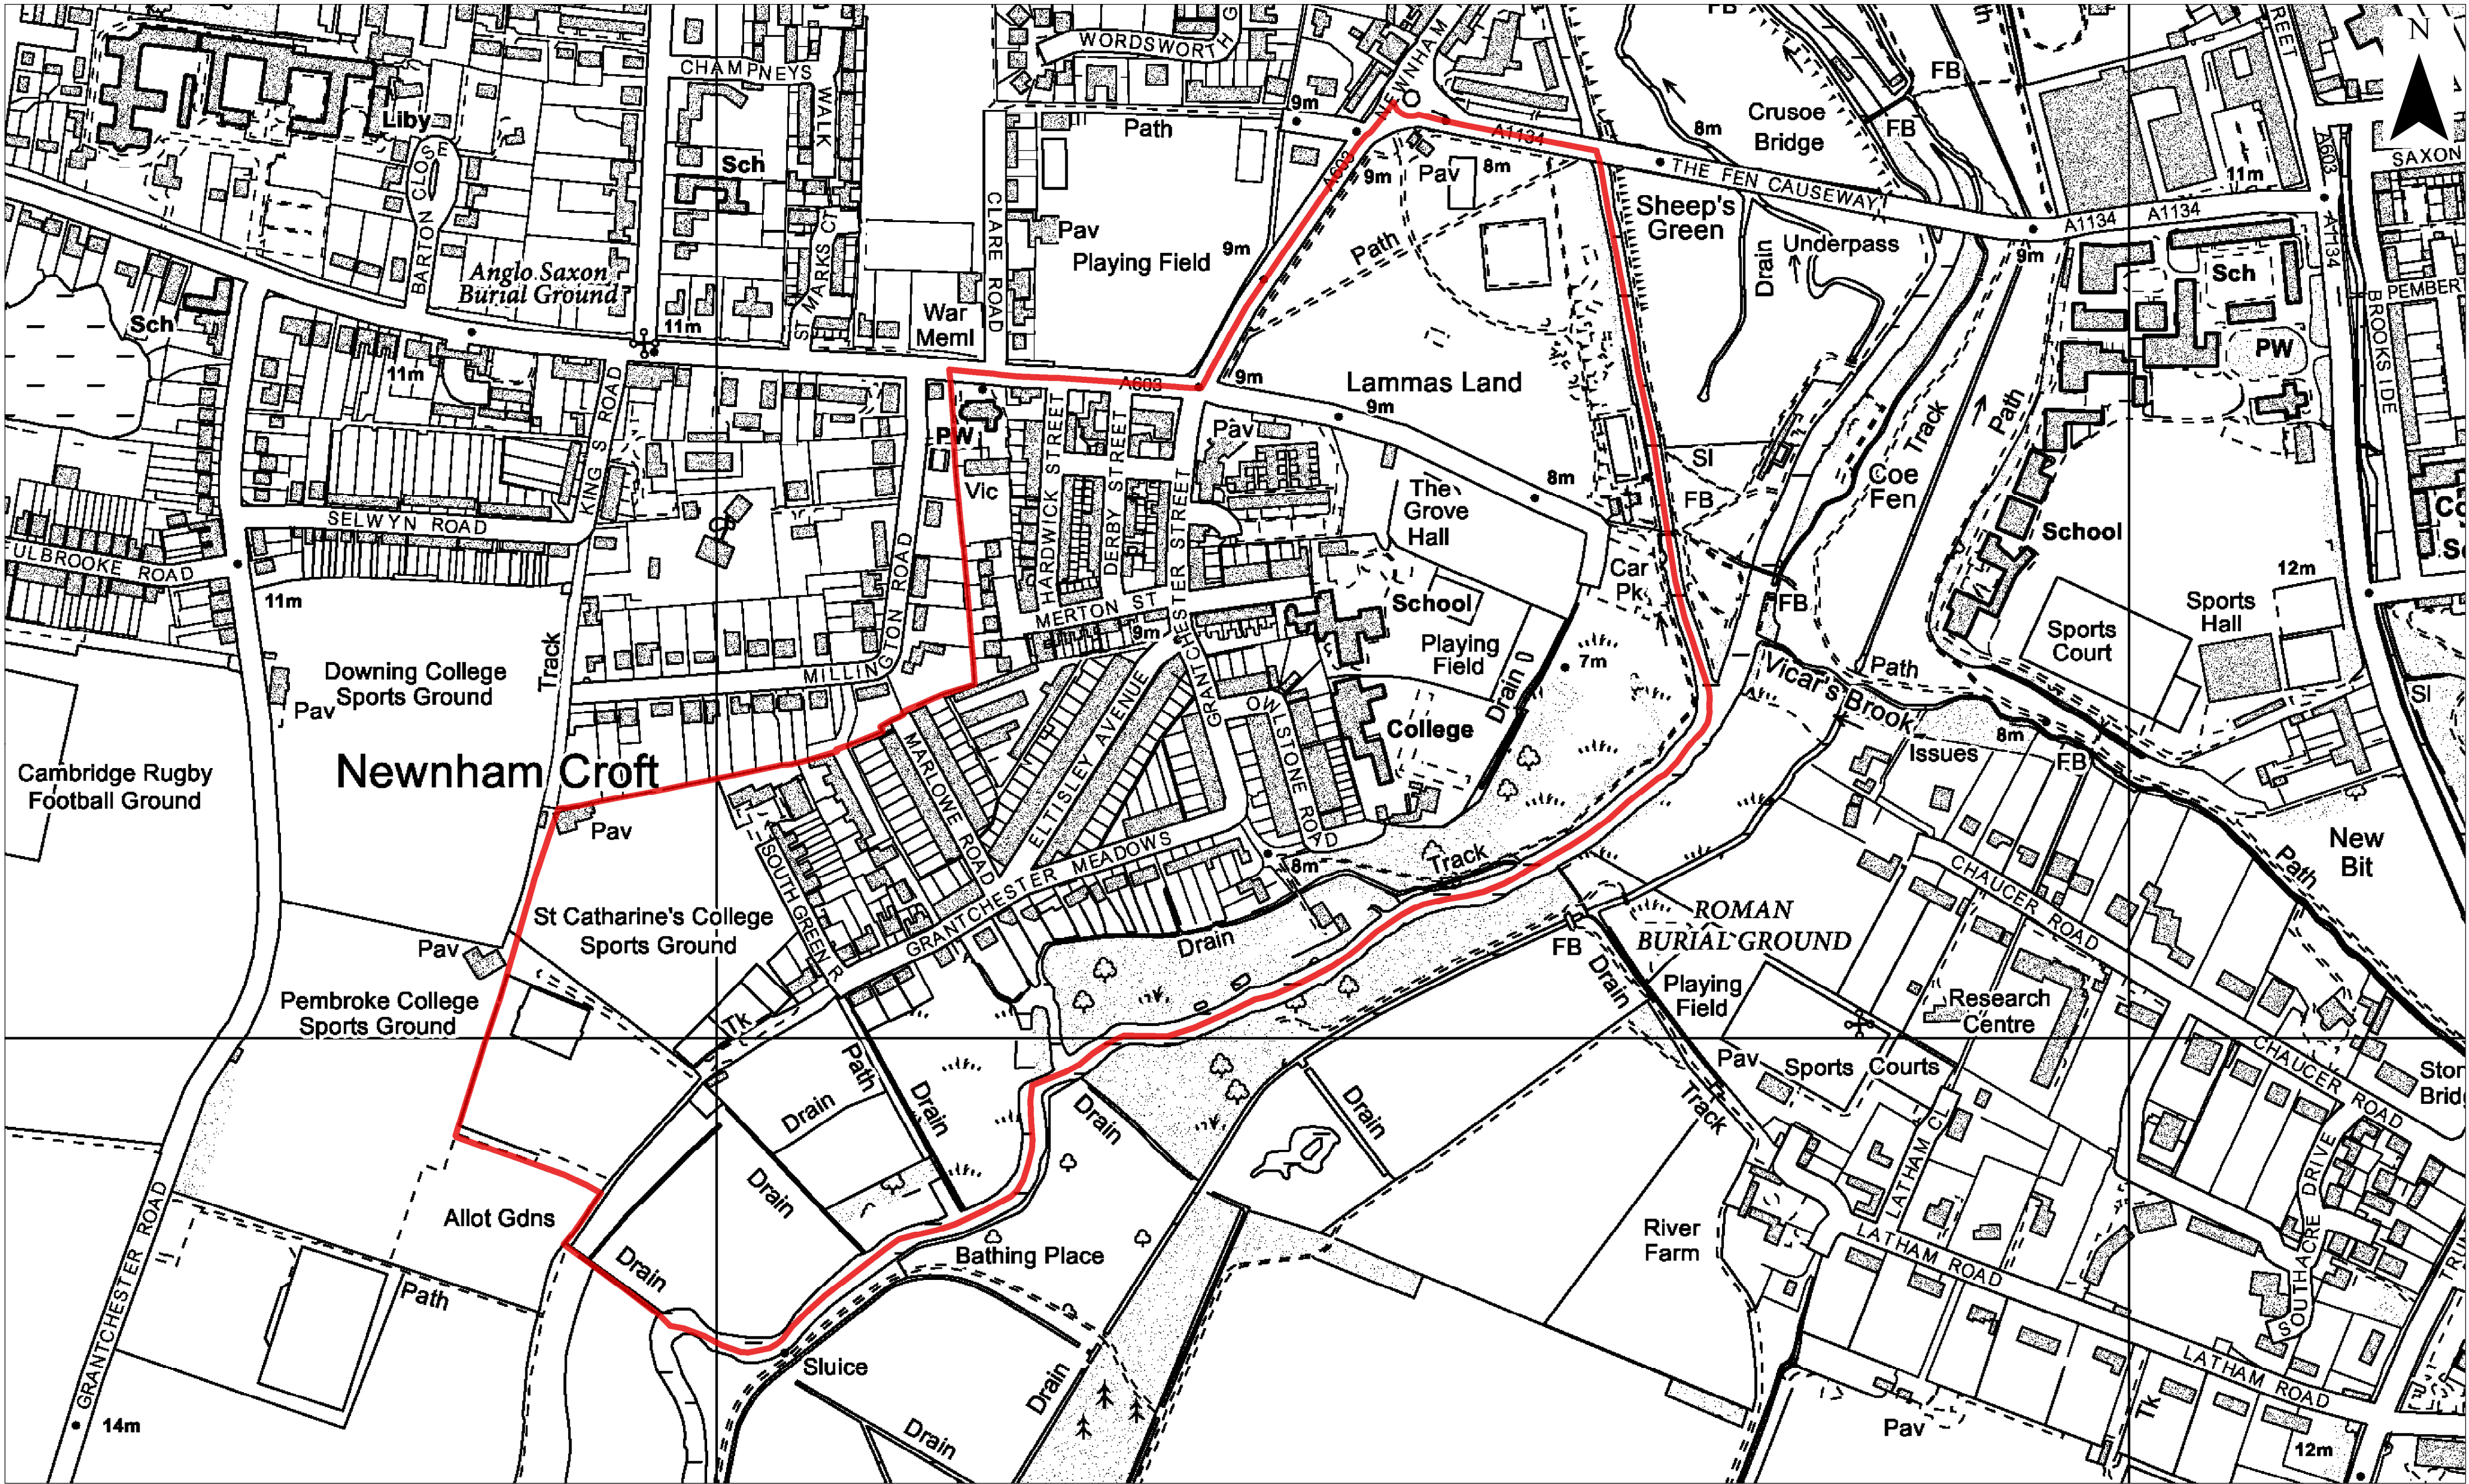 WORDSWORTH G
NEWNHAM
FB
REET
N
CHAMPNEYS
WALK
Liby
Path
9m
FB
Crusoe
Bridge
FB
8m
A603
SAXON
BARTON CLOSE
Sch
CLARE ROAD
A603
9m
Pav
8m
A1134
THE FEN CAUSEWAY
11m
Sheep's
Green
A1134
A1134
A1134
Anglo Saxon
Burial Ground
ST MARKS CT
Pav
Playing Field
9m
Path
Drain
Underpass
9m
Sch
PEMBERT
BROOKSIDE
Sch
11m
War
Meml
PW
11m
A603
9m
Lammas Land
9m
Path
Track
KING S ROAD
PW
Vic
HARDWICK STREET
DERBY STREET
GRANTCHESTER STREET
Pav
SI
FB
Coe
Fen
SELWYN ROAD
The
Grove
Hall
8m
School
FULBROOKE ROAD
11m
MILLINGTON ROAD
MERTON ST
9m
School
Car
Pk
FB
12m
Sports
Hall
Sports
Court
Track
Downing College
Sports Ground
Pav
Playing
Field
Drain
7m
Vicar's Brook
Path
SI
Newnham Croft
OWLSTONE ROAD
College
Issues
8m
FB
Cambridge Rugby
Football Ground
Pav
MARLOWE ROAD
ELTISLEY AVENUE
SOUTH GREEN R
GRANTCHESTER MEADOWS
8m
Track
CHAUCER ROAD
Path
New
Bit
St Catharine's College
Sports Ground
Pav
Drain
ROMAN
BURIAL GROUND
FB
Drain
Pembroke College
Sports Ground
Tk
Playing
Field
Research
Centre
Path
Drain
Drain
Drain
Drain
Pav
Sports Courts
Track
CHAUCER ROAD
Drain
LATHAM CL
Allot Gdns
Drain
Bathing Place
River
Farm
LATHAM ROAD
SOUTHACRE DRIVE
Path
GRANTCHESTER ROAD
Sluice
Drain
LATHAM ROAD
14m
Drain
Pav
Tk
12m